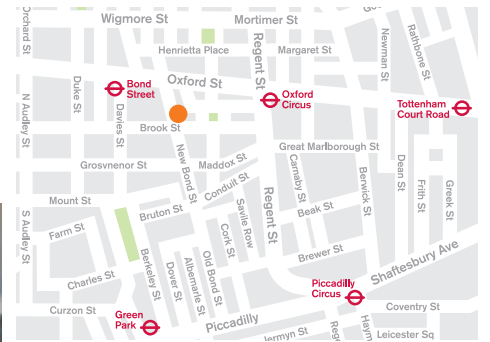 Orchard St
Wigmore St
Mortimer St
Henrietta Place
Regent St
Margaret St
Newman St
Rathbone St
N Audley St
Duke St
Bond
Street
Oxford St
Oxford
Circus
Tottenham
Court Road
Davies St
Brook St
Great Marlborough St
Grosvnenor St
New Bond St
Maddox St
Conduit St
Carnaby St
Berwick St
Dean St
Frith St
Greek St
Mount St
S Audley St
Bruton St
Regent St
Beak St
Farm St
Savile Row
Cork St
Brewer St
Shaftesbury Ave
Charles St
Berkeley St
Dover St
Albemarle St
Old Bond St
Piccadilly
Circus
Curzon St
Green
Park
Piccadilly
Coventry St
Leicester Sq